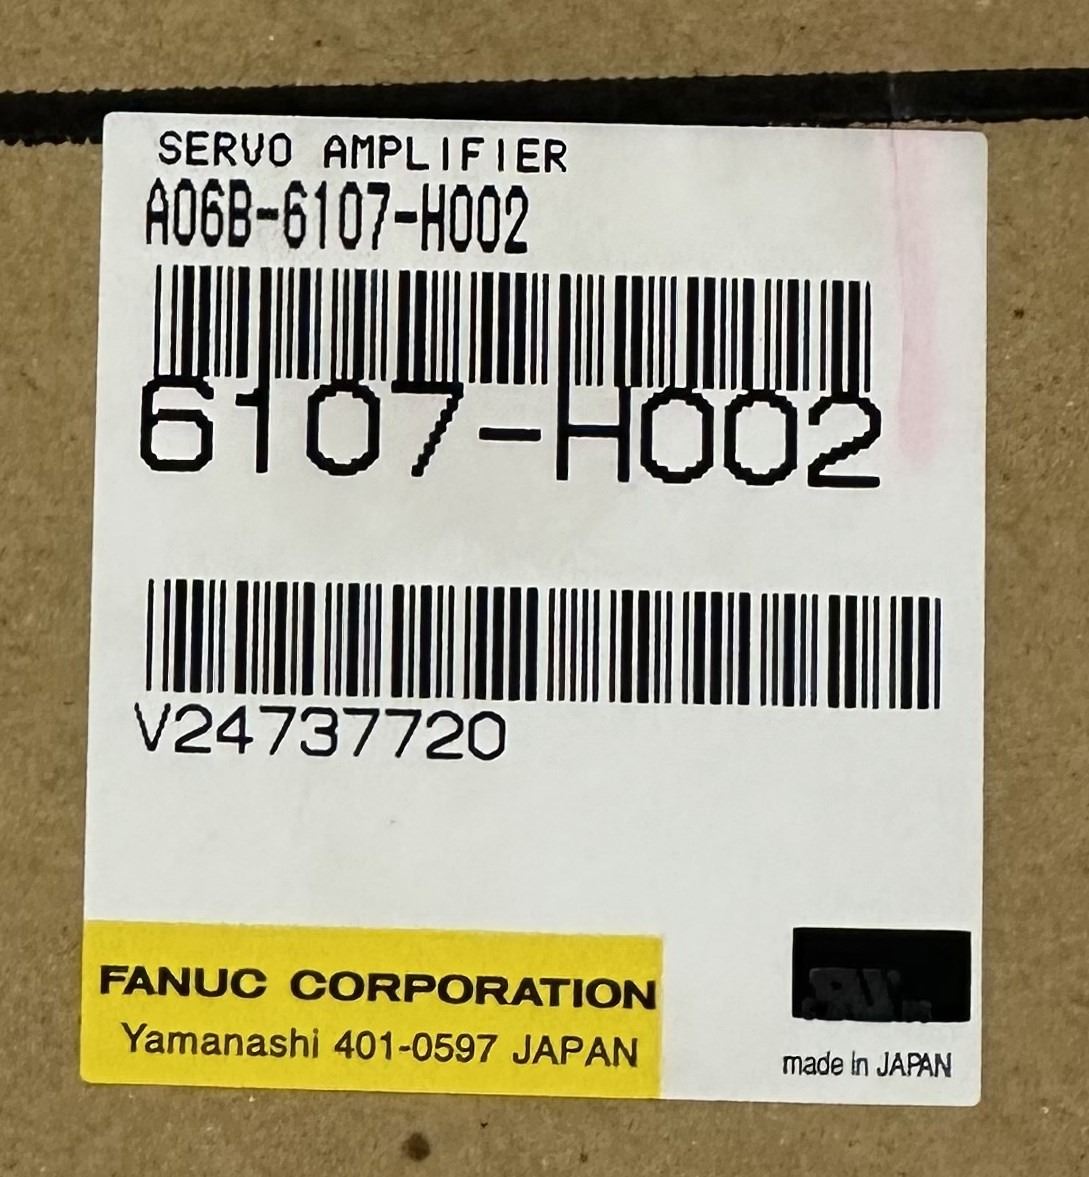 SERVO AMPLIFIER
A06B-6107-H002
6107-H002
V24737720
FANUC CORPORATION
Yamanashi 401-0597 JAPAN
made in JAPAN